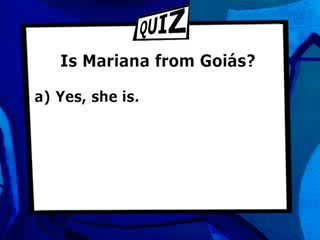 QUIZ
Is Mariana from Goiás?
a) Yes, she is.